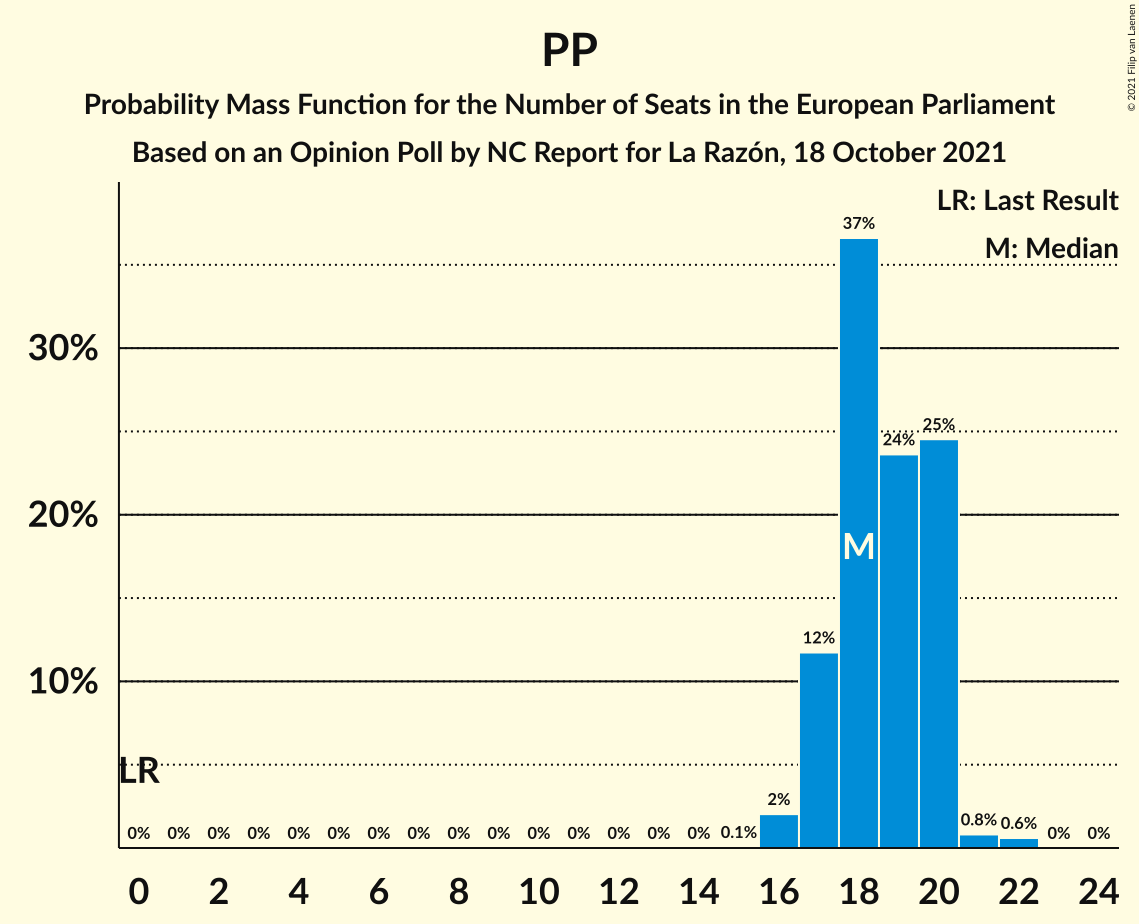 PP
Probability Mass Function for the Number of Seats in the European Parliament
Based on an Opinion Poll by NC Report for La Razón, 18 October 2021
© 2021 Filip van Laenen
LR: Last Result
M: Median
37%
30%
25%
24%
20%
M
12%
10%
LR
2%
0% 0% 0% 0% 0% 0% 0% 0% 0% 0% 0% 0% 0% 0% 0% 0.1% 0.8% 0.6% 0% 0%
0 2 4 6 8 10 12 14 16 18 20 22 24